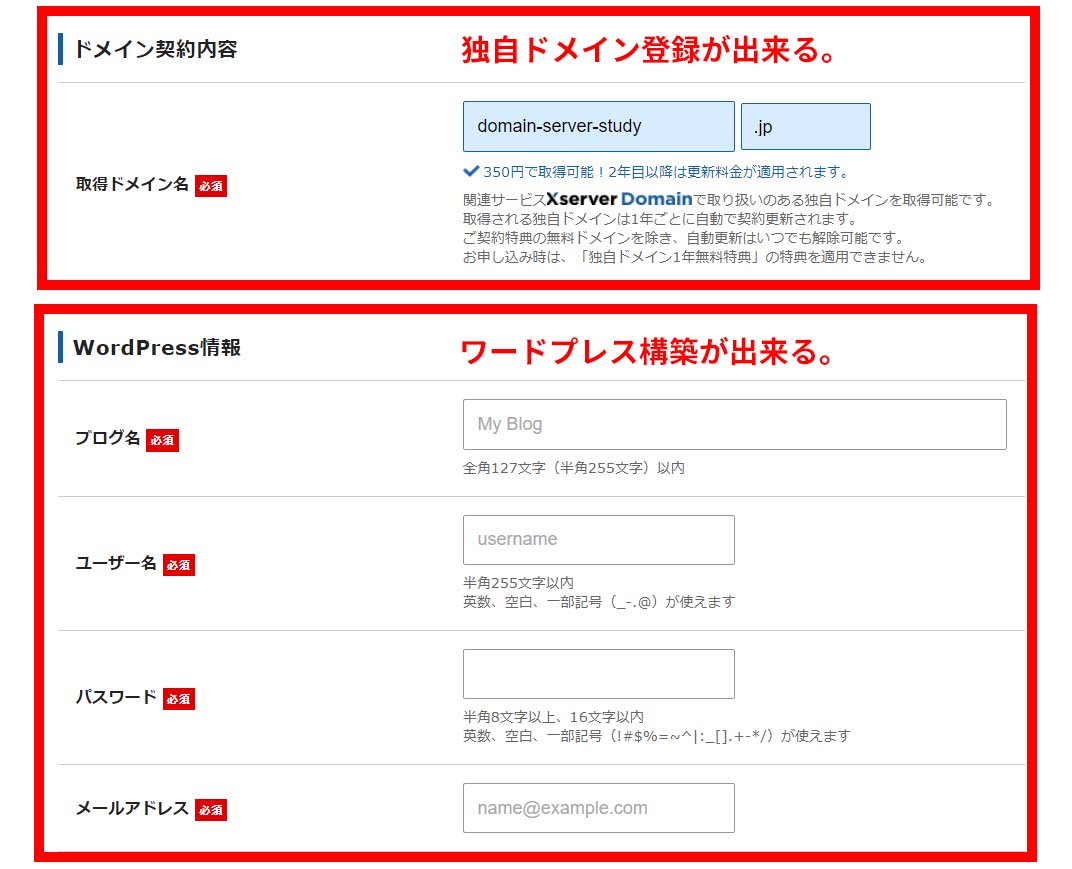 ドメイン契約内容
独自ドメイン登録が出来る。
取得ドメイン名 必須
domain-server-study .jp
350円で取得可能！2年目以降は更新料金が適用されます。
関連サービスXserver Domainで取り扱いのある独自ドメインを取得可能です。
取得される独自ドメインは1年ごとに自動で契約更新されます。
ご契約特典の無料ドメインを除き、自動更新はいつでも解除可能です。
お申し込み時は、「独自ドメイン1年無料特典」の特典を適用できません。
WordPress情報
ワードプレス構築が出来る。
ブログ名 必須
My Blog
全角127文字（半角255文字）以内
ユーザー名 必須
username
半角255文字以内
英数、空白、一部記号（_-.@）が使えます
パスワード 必須
半角8文字以上、16文字以内
英数、空白、一部記号（!#$%=~^|:_[].+-*/）が使えます
メールアドレス 必須
name@example.com